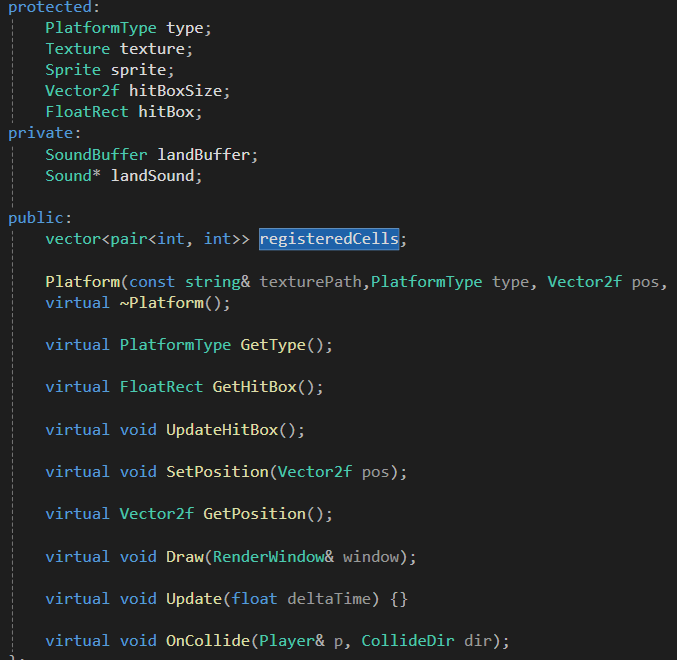 protected:
PlatformType type;
Texture texture;
Sprite sprite;
Vector2f hitBoxSize;
FloatRect hitBox;
private:
SoundBuffer landBuffer;
Sound* landSound;
public:
vector<pair<int, int>> registeredCells;
Platform(const string& texturePath,PlatformType type, Vector2f pos,
virtual ~Platform();
virtual PlatformType GetType();
virtual FloatRect GetHitBox();
virtual void UpdateHitBox();
virtual void SetPosition(Vector2f pos);
virtual Vector2f GetPosition();
virtual void Draw(RenderWindow& window);
virtual void Update(float deltaTime) {}
virtual void OnCollide(Player& p, CollideDir dir);